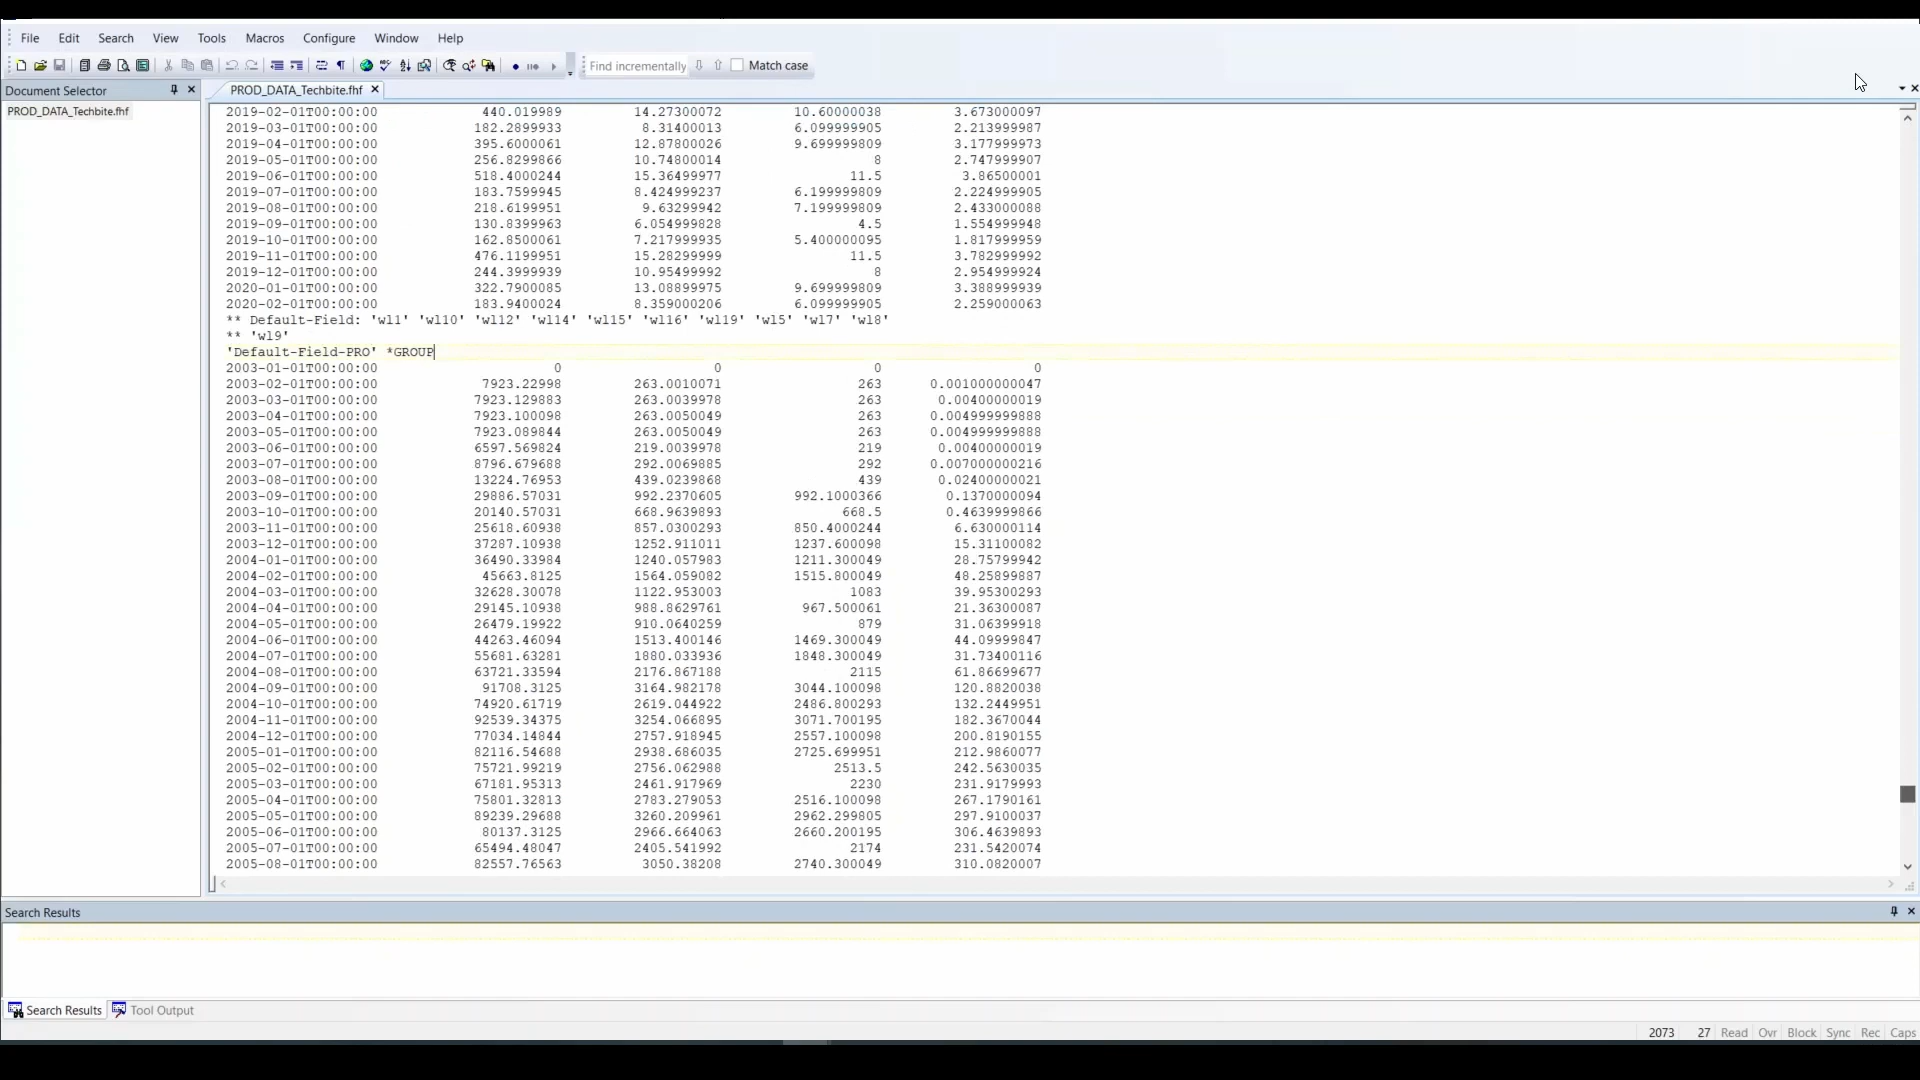 File Edit Search View Tools Macros Configure Window Help
Find incrementally Match case
Document Selector
PROD_DATA_Techbite.fhf
PROD_DATA_Techbite.fhf
2019-02-01T00:00:00 440.019989 14.27300072 10.60000038 3.673000097
2019-03-01T00:00:00 182.2899933 8.31400013 6.099999905 2.213999987
2019-04-01T00:00:00 395.6000061 12.87800026 9.699999809 3.177999973
2019-05-01T00:00:00 256.8299866 10.74800014 8 2.747999907
2019-06-01T00:00:00 518.4000244 15.36499977 11.5 3.86500001
2019-07-01T00:00:00 183.7599945 8.424999237 6.199999809 2.224999905
2019-08-01T00:00:00 218.6199951 9.63299942 7.199999809 2.433000088
2019-09-01T00:00:00 130.8399963 6.054999828 4.5 1.554999948
2019-10-01T00:00:00 162.8500061 7.217999935 5.400000095 1.817999959
2019-11-01T00:00:00 476.1199951 15.28299999 11.5 3.782999992
2019-12-01T00:00:00 244.3999939 10.95499992 8 2.954999924
2020-01-01T00:00:00 322.7900085 13.08899975 9.699999809 3.388999939
2020-02-01T00:00:00 183.9400024 8.359000206 6.099999905 2.259000063
** Default-Field: 'wl1' 'wl10' 'wl12' 'wl14' 'wl15' 'wl16' 'wl19' 'wl5' 'wl7' 'wl8'
** 'wl9'
'Default-Field-PRO' *GROUP
2003-01-01T00:00:00 0 0 0 0
2003-02-01T00:00:00 7923.22998 263.0010071 263 0.001000000047
2003-03-01T00:00:00 7923.129883 263.0039978 263 0.00400000019
2003-04-01T00:00:00 7923.100098 263.0050049 263 0.004999999888
2003-05-01T00:00:00 7923.089844 263.0050049 263 0.004999999888
2003-06-01T00:00:00 6597.569824 219.0039978 219 0.00400000019
2003-07-01T00:00:00 8796.679688 292.0069885 292 0.007000000216
2003-08-01T00:00:00 13224.76953 439.0239868 439 0.02400000021
2003-09-01T00:00:00 29886.57031 992.2370605 992.1000366 0.1370000094
2003-10-01T00:00:00 20140.57031 668.9639893 668.5 0.4639999866
2003-11-01T00:00:00 25618.60938 857.0300293 850.4000244 6.630000114
2003-12-01T00:00:00 37287.10938 1252.911011 1237.600098 15.31100082
2004-01-01T00:00:00 36490.33984 1240.057983 1211.300049 28.75799942
2004-02-01T00:00:00 45663.8125 1564.059082 1515.800049 48.25899887
2004-03-01T00:00:00 32628.30078 1122.953003 1083 39.95300293
2004-04-01T00:00:00 29145.10938 988.8629761 967.500061 21.36300087
2004-05-01T00:00:00 26479.19922 910.0640259 879 31.06399918
2004-06-01T00:00:00 44263.46094 1513.400146 1469.300049 44.09999847
2004-07-01T00:00:00 55681.63281 1880.033936 1848.300049 31.73400116
2004-08-01T00:00:00 63721.33594 2176.867188 2115 61.86699677
2004-09-01T00:00:00 91708.3125 3164.982178 3044.100098 120.8820038
2004-10-01T00:00:00 74920.61719 2619.044922 2486.800293 132.2449951
2004-11-01T00:00:00 92539.34375 3254.066895 3071.700195 182.3670044
2004-12-01T00:00:00 77034.14844 2757.918945 2557.100098 200.8190155
2005-01-01T00:00:00 82116.54688 2938.686035 2725.699951 212.9860077
2005-02-01T00:00:00 75721.99219 2756.062988 2513.5 242.5630035
2005-03-01T00:00:00 67181.95313 2461.917969 2230 231.9179993
2005-04-01T00:00:00 75801.32813 2783.279053 2516.100098 267.1790161
2005-05-01T00:00:00 89239.29688 3260.209961 2962.299805 297.9100037
2005-06-01T00:00:00 80137.3125 2966.664063 2660.200195 306.4639893
2005-07-01T00:00:00 65494.48047 2405.541992 2174 231.5420074
2005-08-01T00:00:00 82557.76563 3050.38208 2740.300049 310.0820007
Search Results
Search Results Tool Output
2073 27 Read Ovr Block Sync Rec Caps